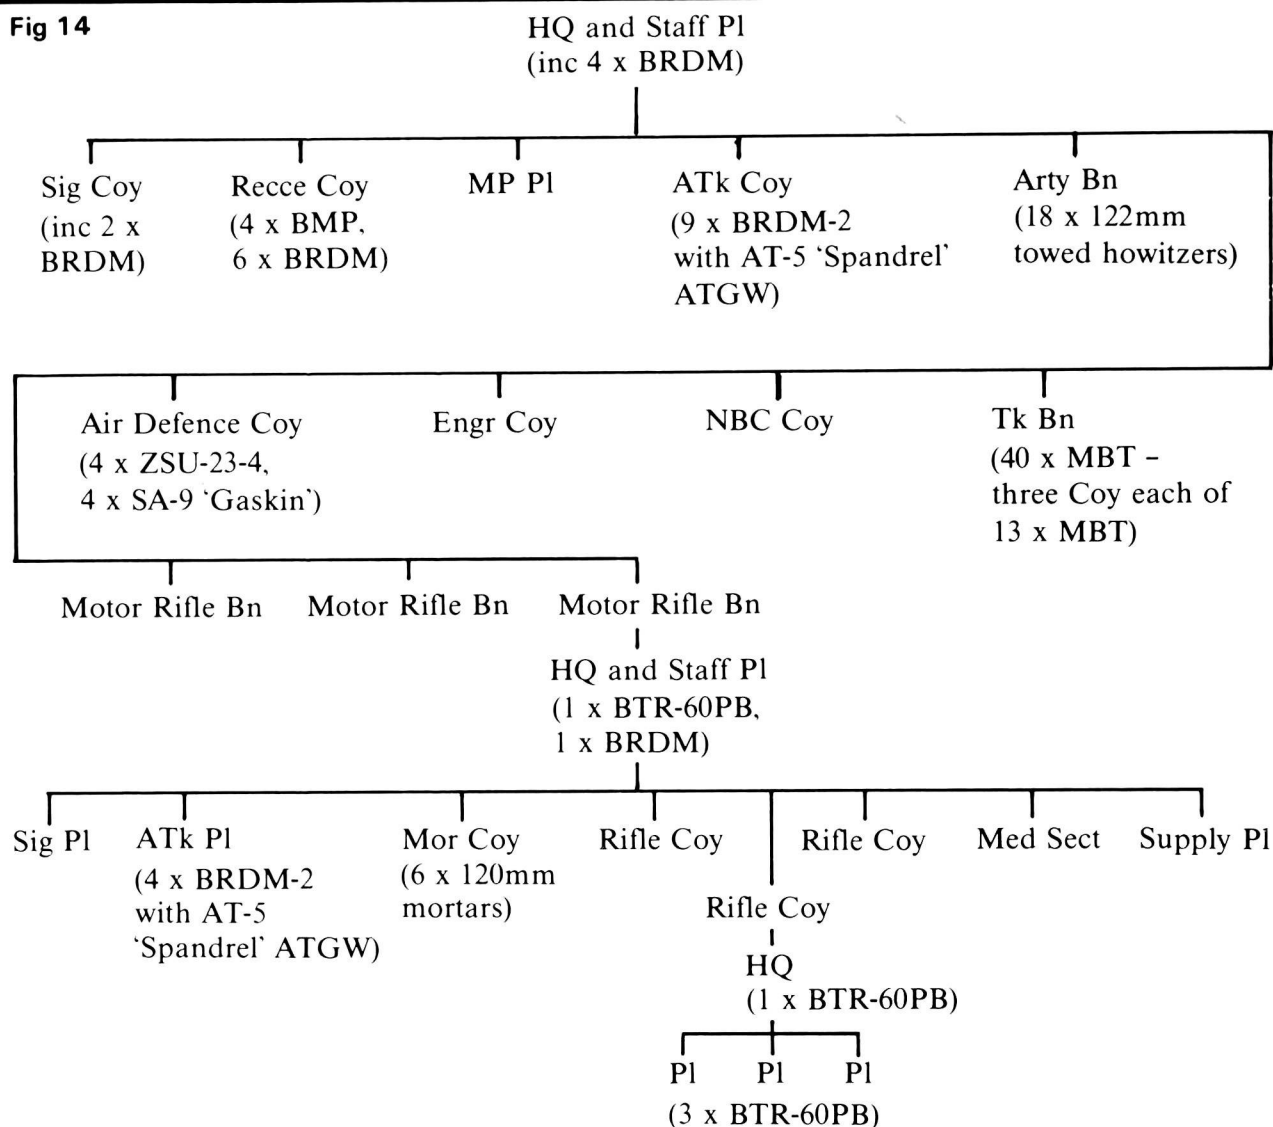 Fig 14
HQ and Staff Pl
(inc 4 x BRDM)
Sig Coy
(inc 2 x
BRDM)
Recce Coy
(4 x BMP,
6 x BRDM)
MP Pl
ATk Coy
(9 x BRDM-2
with AT-5 ‘Spandrel’
ATGW)
Arty Bn
(18 x 122mm
towed howitzers)
Air Defence Coy
(4 x ZSU-23-4,
4 x SA-9 ‘Gaskin’)
Engr Coy
NBC Coy
Tk Bn
(40 x MBT –
three Coy each of
13 x MBT)
Motor Rifle Bn
Motor Rifle Bn
Motor Rifle Bn
HQ and Staff Pl
(1 x BTR-60PB,
1 x BRDM)
Sig Pl
ATk Pl
(4 x BRDM-2
with AT-5
‘Spandrel’ ATGW)
Mor Coy
(6 x 120mm
mortars)
Rifle Coy
Rifle Coy
Med Sect
Supply Pl
Rifle Coy
HQ
(1 x BTR-60PB)
Pl Pl Pl
(3 x BTR-60PB)